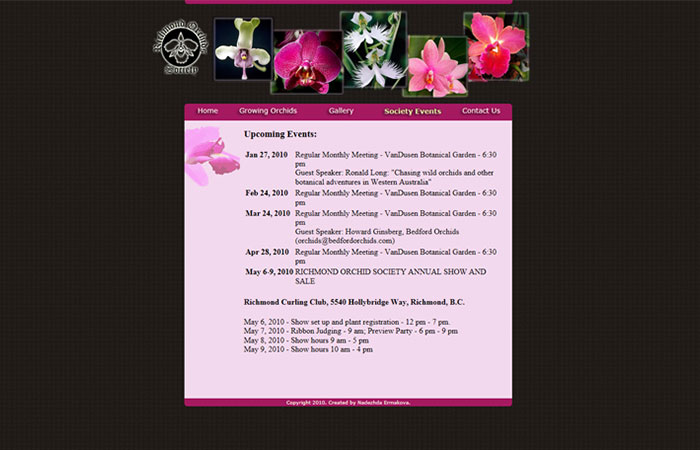 Richmond Orchids
Society
Home Growing Orchids Gallery Society Events Contact Us
Upcoming Events:
Jan 27, 2010 Regular Monthly Meeting - VanDusen Botanical Garden - 6:30
pm
Guest Speaker: Ronald Long: "Chasing wild orchids and other
botanical adventures in Western Australia"
Feb 24, 2010 Regular Monthly Meeting - VanDusen Botanical Garden - 6:30
pm
Mar 24, 2010 Regular Monthly Meeting - VanDusen Botanical Garden - 6:30
pm
Guest Speaker: Howard Ginsberg, Bedford Orchids
(orchids@bedfordorchids.com)
Apr 28, 2010 Regular Monthly Meeting - VanDusen Botanical Garden - 6:30
pm
May 6-9, 2010 RICHMOND ORCHID SOCIETY ANNUAL SHOW AND
SALE
Richmond Curling Club, 5540 Hollybridge Way, Richmond, B.C.
May 6, 2010 - Show set up and plant registration - 12 pm - 7 pm.
May 7, 2010 - Ribbon Judging - 9 am; Preview Party - 6 pm - 9 pm
May 8, 2010 - Show hours 9 am - 5 pm
May 9, 2010 - Show hours 10 am - 4 pm
Copyright 2010. Created by Nadezhda Ermakova.